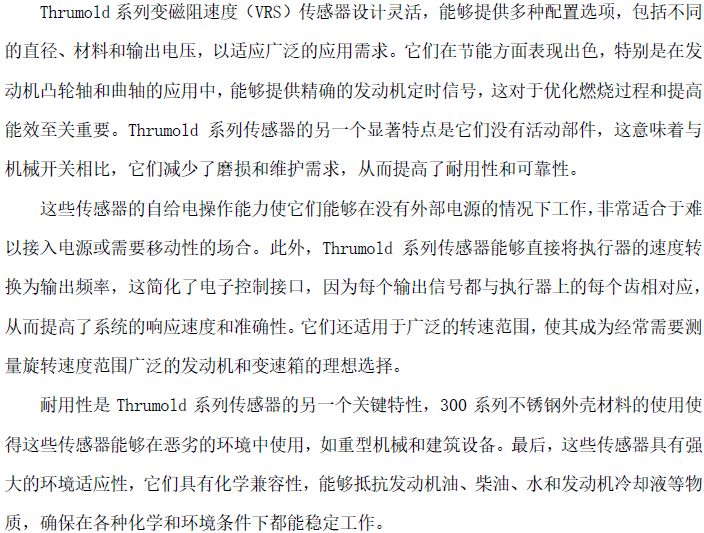 Thrumold 系列变磁阻速度（VRS）传感器设计灵活，能够提供多种配置选项，包括不同
的直径、材料和输出电压，以适应广泛的应用需求。它们在节能方面表现出色，特别是在发
动机凸轮轴和曲轴的应用中，能够提供精确的发动机定时信号，这对于优化燃烧过程和提高
能效至关重要。Thrumold 系列传感器的另一个显著特点是它们没有活动部件，这意味着与
机械开关相比，它们减少了磨损和维护需求，从而提高了耐用性和可靠性。
这些传感器的自给电操作能力使它们能够在没有外部电源的情况下工作，非常适合于难
以接入电源或需要移动性的场合。此外，Thrumold 系列传感器能够直接将执行器的速度转
换为输出频率，这简化了电子控制接口，因为每个输出信号都与执行器上的每个齿相对应，
从而提高了系统的响应速度和准确性。它们还适用于广泛的转速范围，使其成为经常需要测
量旋转速度范围广泛的发动机和变速箱的理想选择。
耐用性是 Thrumold 系列传感器的另一个关键特性，300 系列不锈钢外壳材料的使用使
得这些传感器能够在恶劣的环境中使用，如重型机械和建筑设备。最后，这些传感器具有强
大的环境适应性，它们具有化学兼容性，能够抵抗发动机油、柴油、水和发动机冷却液等物
质，确保在各种化学和环境条件下都能稳定工作。